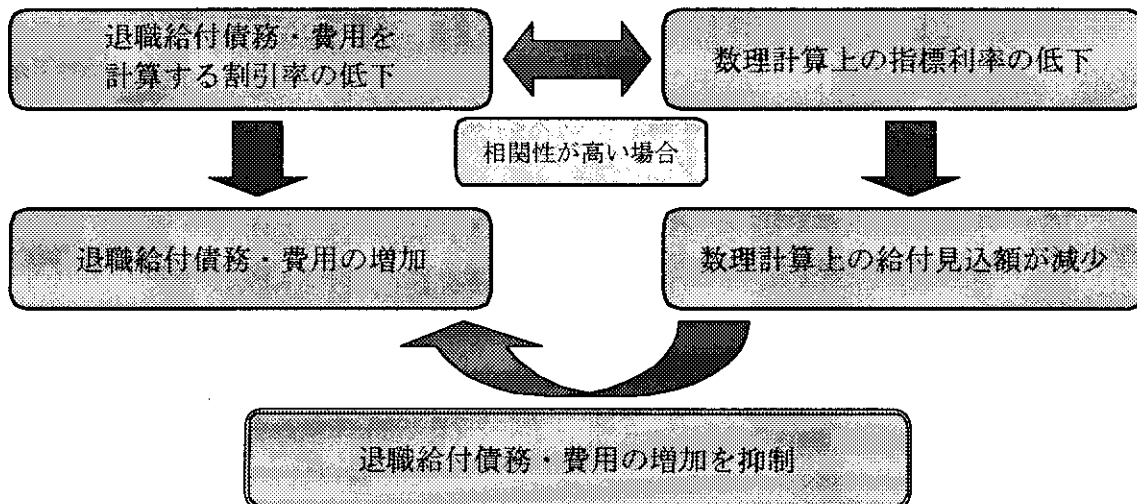 退職給付債務・費用を
計算する割引率の低下
数理計算上の指標利率の低下
相関性が高い場合
退職給付債務・費用の増加
数理計算上の給付見込額が減少
退職給付債務・費用の増加を抑制